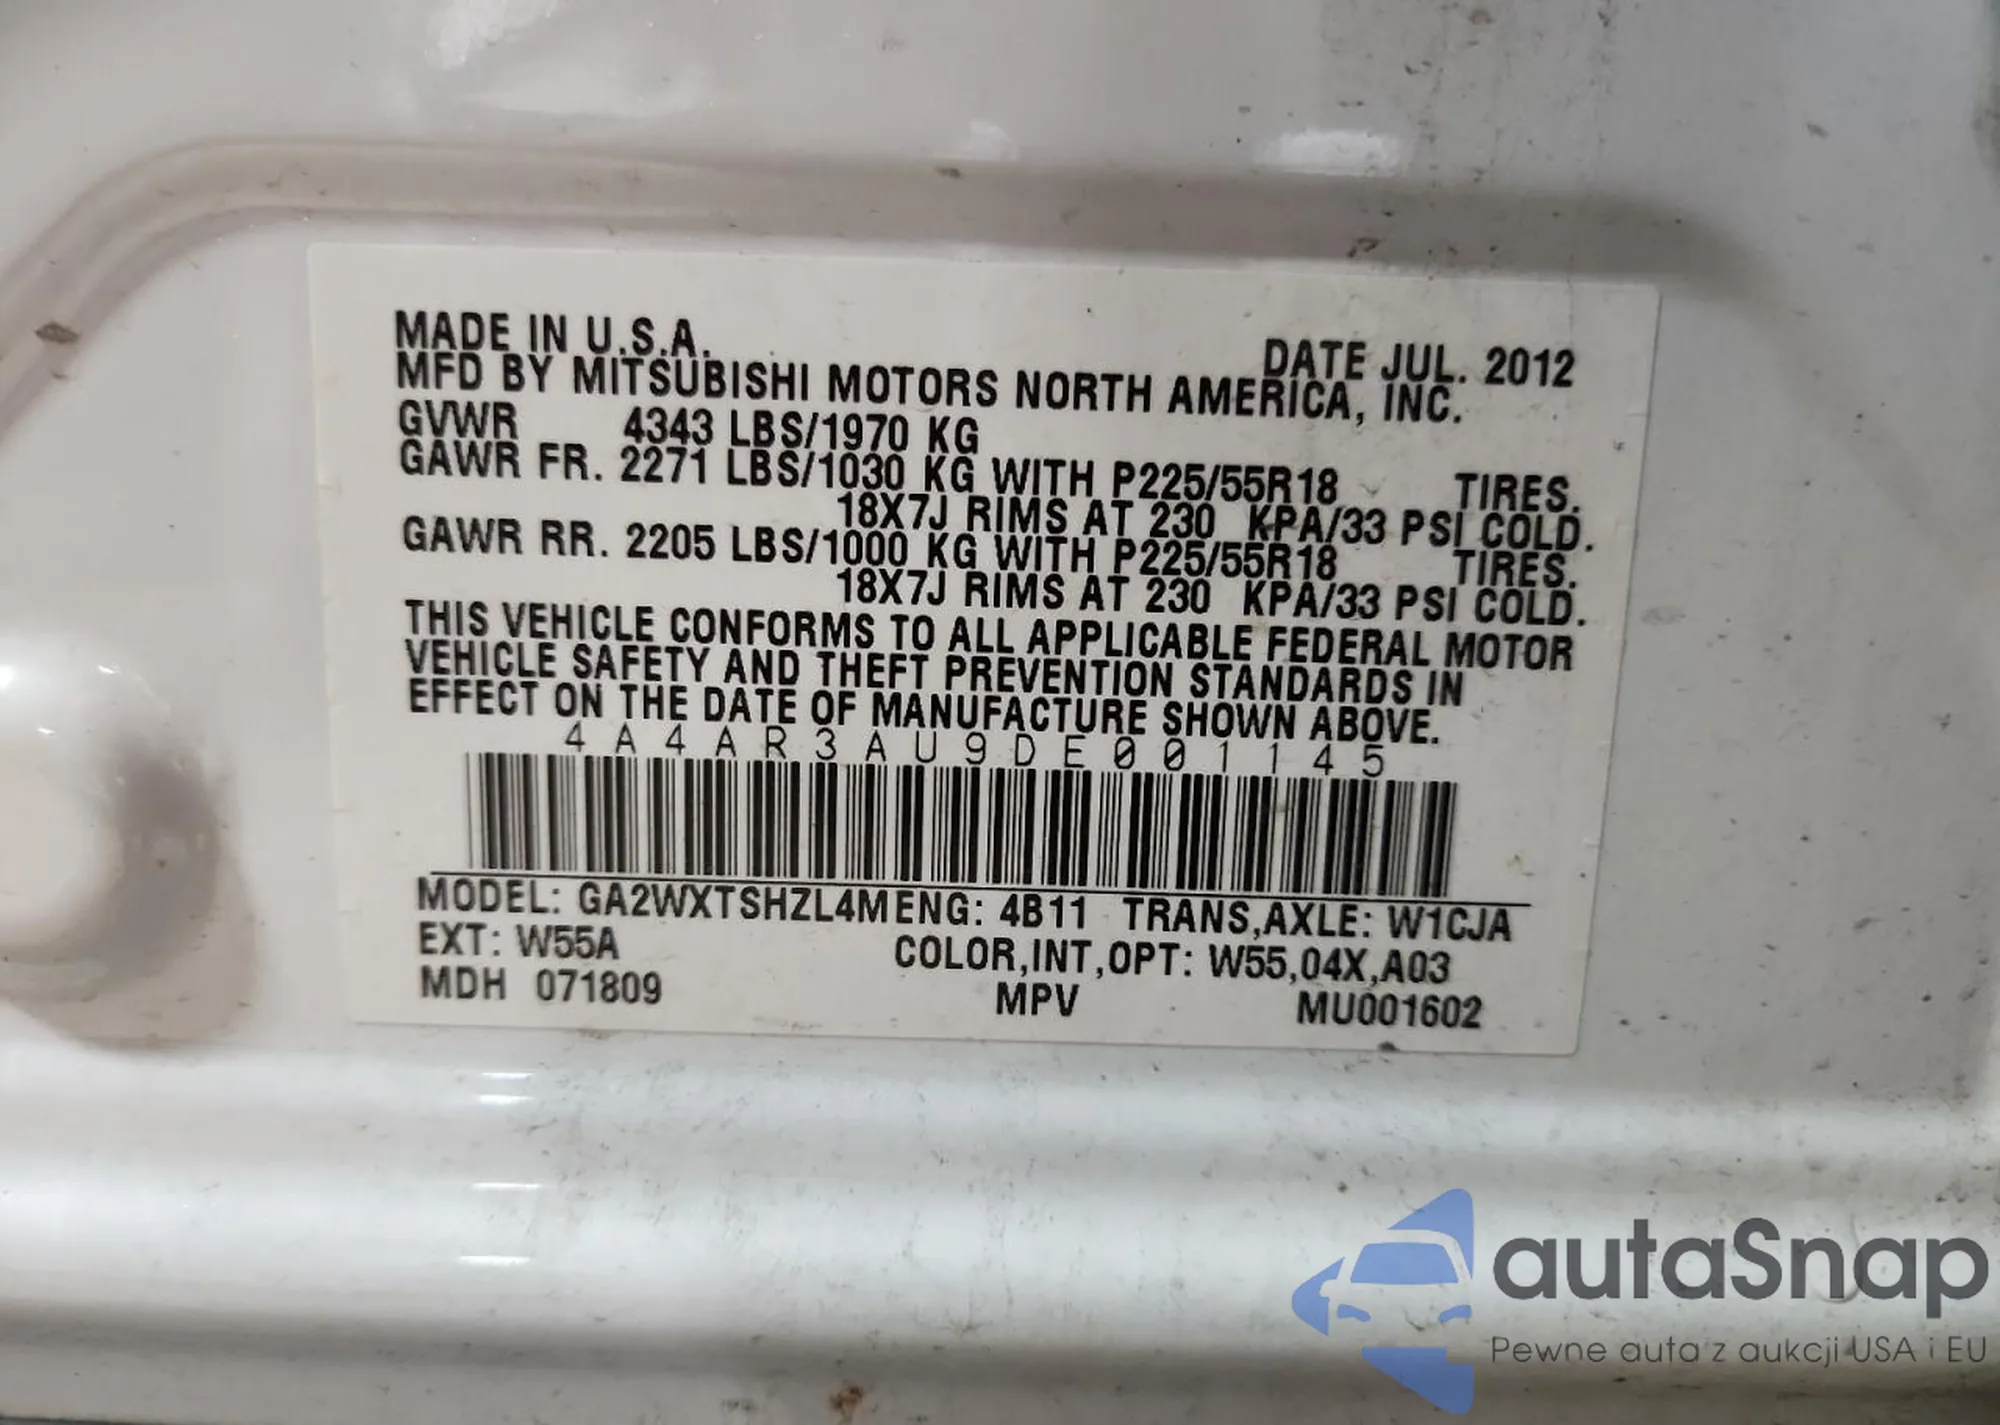 MADE IN U.S.A.
DATE JUL. 2012
MFD BY MITSUBISHI MOTORS NORTH AMERICA, INC.
GVWR 4343 LBS/1970 KG
GAWR FR. 2271 LBS/1030 KG WITH P225/55R18 TIRES.
18X7J RIMS AT 230 KPA/33 PSI COLD.
GAWR RR. 2205 LBS/1000 KG WITH P225/55R18 TIRES.
18X7J RIMS AT 230 KPA/33 PSI COLD.
THIS VEHICLE CONFORMS TO ALL APPLICABLE FEDERAL MOTOR
VEHICLE SAFETY AND THEFT PREVENTION STANDARDS IN
EFFECT ON THE DATE OF MANUFACTURE SHOWN ABOVE.
4A4AR3AU9DE001145
MODEL: GA2WXTSHZL4M ENG: 4B11 TRANS,AXLE: W1CJA
EXT: W55A COLOR,INT,OPT: W55,04X,A03
MDH 071809 MPV MU001602
autaSnap
Pewne auta z aukcji USA i EU